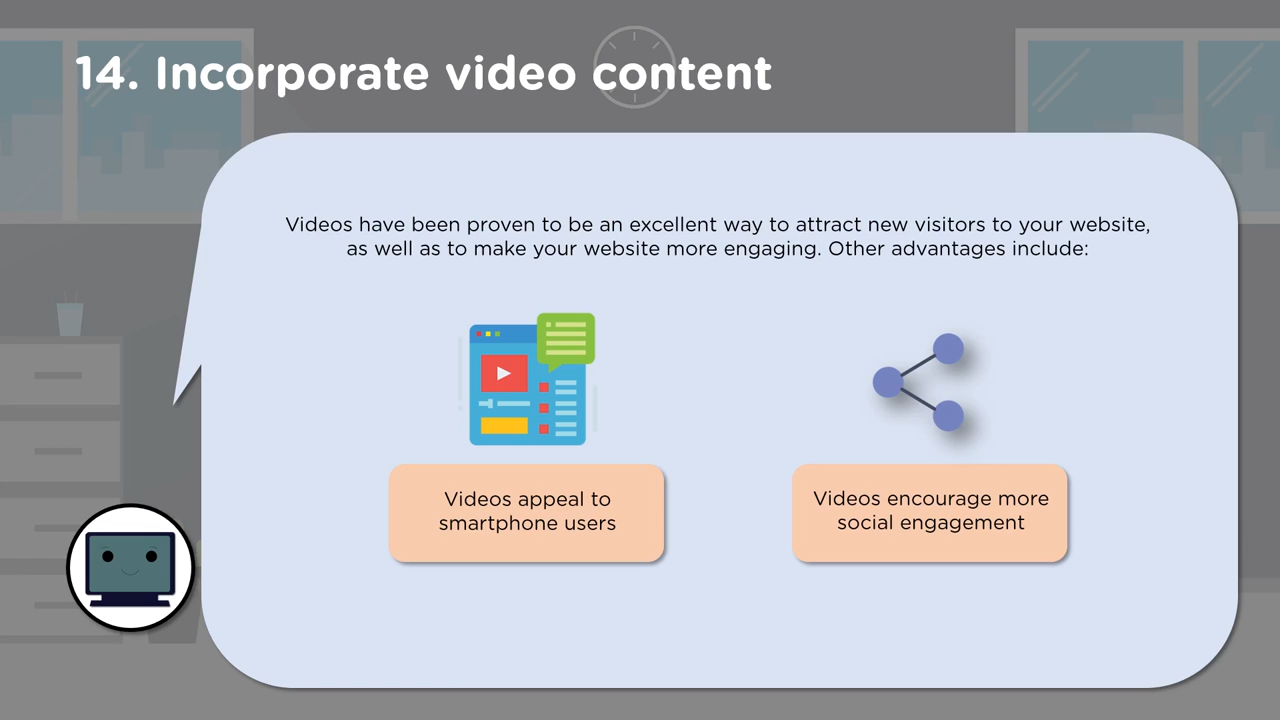 14. Incorporate video content
Videos have been proven to be an excellent way to attract new visitors to your website,
as well as to make your website more engaging. Other advantages include:
Videos appeal to
smartphone users
Videos encourage more
social engagement